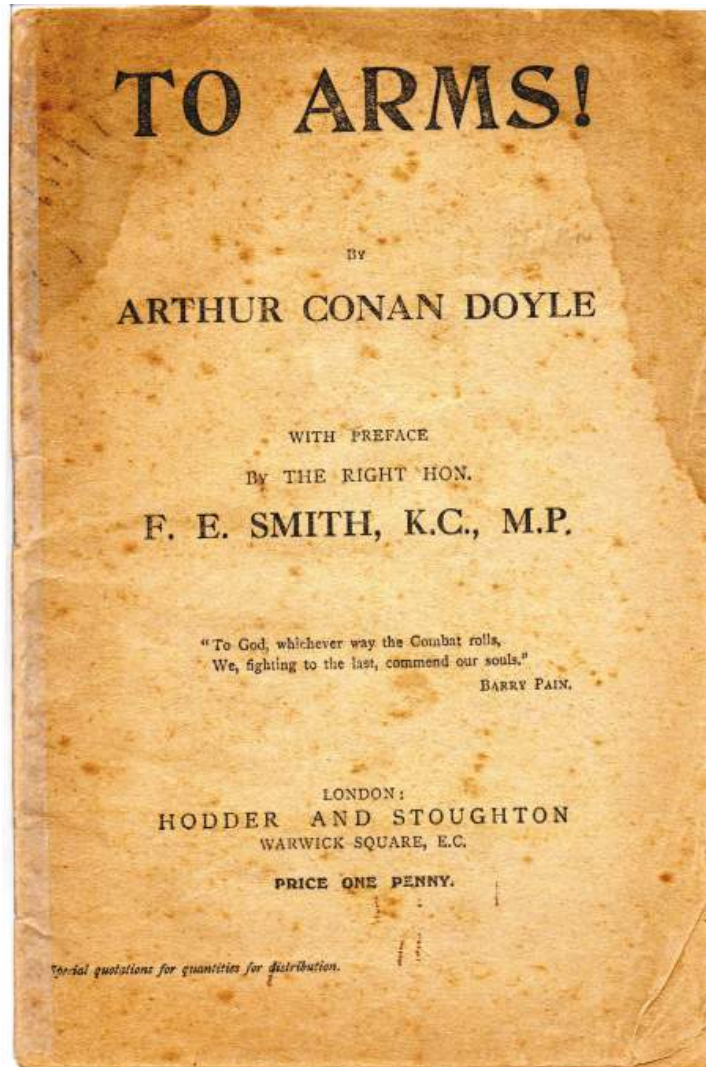 TO ARMS!
BY
ARTHUR CONAN DOYLE
WITH PREFACE
BY THE RIGHT HON.
F. E. SMITH, K.C., M.P.
"To God, whichever way the Combat rolls,
We, fighting to the last, commend our souls."
BARRY PAIN.
LONDON:
HODDER AND STOUGHTON
WARWICK SQUARE, E.C.
PRICE ONE PENNY.
Special quotations for quantities for distribution.